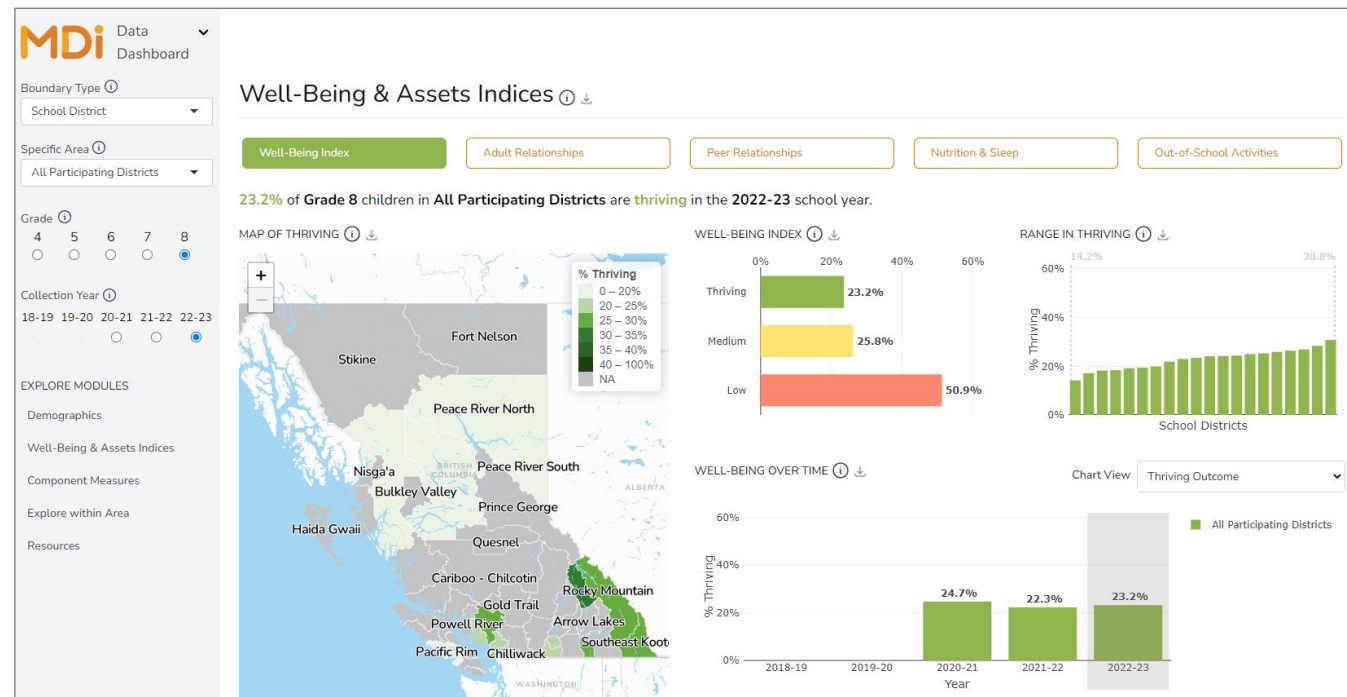 MDi Data Dashboard
Boundary Type
School District
Specific Area
All Participating Districts
Grade
4 5 6 7 8
Collection Year
18-19 19-20 20-21 21-22 22-23
EXPLORE MODULES
Demographics
Well-Being & Assets Indices
Component Measures
Explore within Area
Resources
Well-Being & Assets Indices
Well-Being Index
Adult Relationships
Peer Relationships
Nutrition & Sleep
Out-of-School Activities
23.2% of Grade 8 children in All Participating Districts are thriving in the 2022-23 school year.
MAP OF THRIVING
+
−
% Thriving
0 – 20%
20 – 25%
25 – 30%
30 – 35%
35 – 40%
40 – 100%
NA
Fort Nelson
Stikine
Peace River North
Nisga'a
BRITISH COLUMBIA
Peace River South
ALBERTA
Bulkley Valley
Prince George
Haida Gwaii
Quesnel
Cariboo - Chilcotin
Rocky Mountain
Gold Trail
Powell River
Arrow Lakes
Southeast Koot
Pacific Rim
Chilliwack
WASHINGTON
WELL-BEING INDEX
0% 20% 40% 60%
Thriving 23.2%
Medium 25.8%
Low 50.9%
RANGE IN THRIVING
14.2% 30.8%
60%
40%
20%
0%
% Thriving
School Districts
WELL-BEING OVER TIME
Chart View
Thriving Outcome
60%
40%
20%
0%
% Thriving
24.7%
22.3%
23.2%
2018-19 2019-20 2020-21 2021-22 2022-23
Year
All Participating Districts